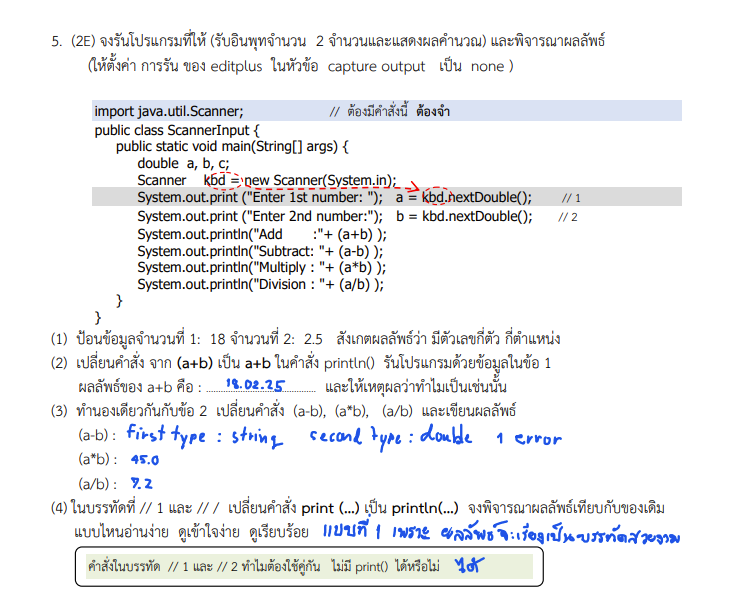 5. (2E) จงรันโปรแกรมที่ให้ (รับอินพุทจำนวน 2 จำนวนและแสดงผลคำนวณ) และพิจารณาผลลัพธ์
(ให้ตั้งค่า การรัน ของ editplus ในหัวข้อ capture output เป็น none )
import java.util.Scanner; // ต้องมีคำสั่งนี้ ต้องจำ
public class ScannerInput {
public static void main(String[] args) {
double a, b, c;
Scanner kbd = new Scanner(System.in);
System.out.print ("Enter 1st number: "); a = kbd.nextDouble(); // 1
System.out.print ("Enter 2nd number:"); b = kbd.nextDouble(); // 2
System.out.println("Add :"+ (a+b) );
System.out.println("Subtract: "+ (a-b) );
System.out.println("Multiply : "+ (a*b) );
System.out.println("Division : "+ (a/b) );
}
}
(1) ป้อนข้อมูลจำนวนที่ 1: 18 จำนวนที่ 2: 2.5 สังเกตผลลัพธ์ว่า มีตัวเลขกี่ตัว กี่ตำแหน่ง
(2) เปลี่ยนคำสั่ง จาก (a+b) เป็น a+b ในคำสั่ง println() รันโปรแกรมด้วยข้อมูลในข้อ 1
ผลลัพธ์ของ a+b คือ : 18.02.25 และให้เหตุผลว่าทำไมเป็นเช่นนั้น
(3) ทำนองเดียวกันกับข้อ 2 เปลี่ยนคำสั่ง (a-b), (a*b), (a/b) และเขียนผลลัพธ์
(a-b) : first type : string second type : double 1 error
(a*b) : 45.0
(a/b) : 7.2
(4) ในบรรทัดที่ // 1 และ // / เปลี่ยนคำสั่ง print (...) เป็น println(...) จงพิจารณาผลลัพธ์เทียบกับของเดิม
แบบไหนอ่านง่าย ดูเข้าใจง่าย ดูเรียบร้อย แบบที่ 1 เพราะ ผลลัพธ์จะเรียงเป็นบรรทัดสวยงาม
คำสั่งในบรรทัด // 1 และ // 2 ทำไมต้องใช้คู่กัน ไม่มี print() ได้หรือไม่ ได้